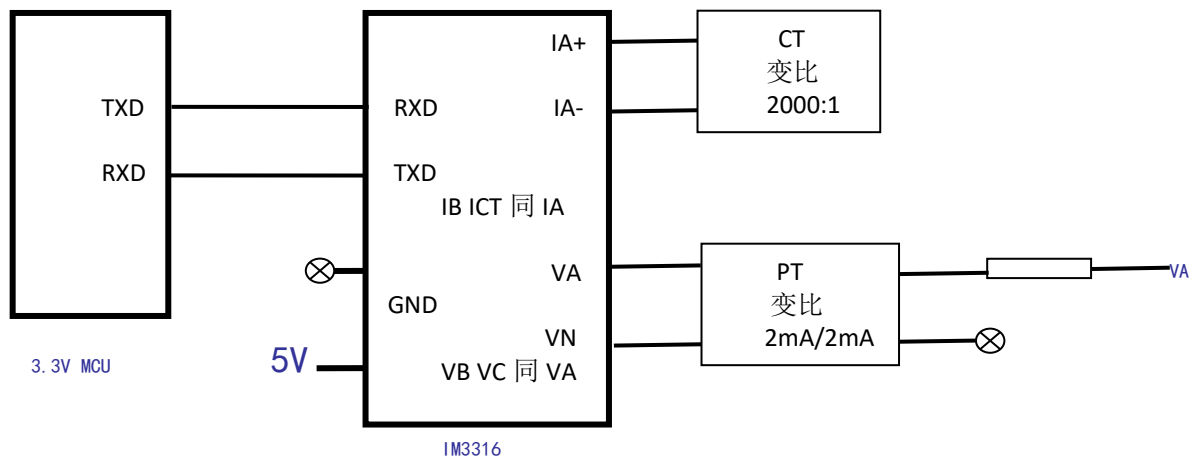 TXD
RXD
3.3V MCU
RXD
TXD
IB ICT 同 IA
GND
5V
IA+
IA-
VA
VN
VB VC 同 VA
IM3316
CT
变比
2000:1
PT
变比
2mA/2mA
VA